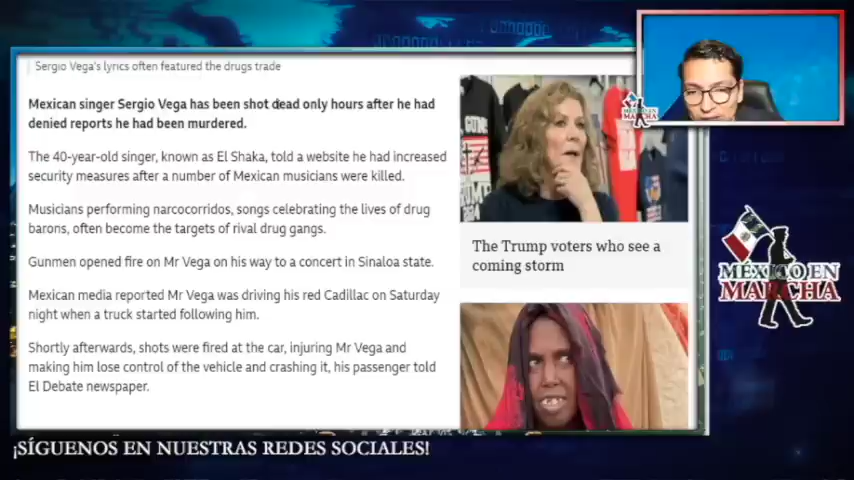 Sergio Vega's lyrics often featured the drugs trade
Mexican singer Sergio Vega has been shot dead only hours after he had
denied reports he had been murdered.
The 40-year-old singer, known as El Shaka, told a website he had increased
security measures after a number of Mexican musicians were killed.
Musicians performing narcocorridos, songs celebrating the lives of drug
barons, often become the targets of rival drug gangs.
Gunmen opened fire on Mr Vega on his way to a concert in Sinaloa state.
Mexican media reported Mr Vega was driving his red Cadillac on Saturday
night when a truck started following him.
Shortly afterwards, shots were fired at the car, injuring Mr Vega and
making him lose control of the vehicle and crashing it, his passenger told
El Debate newspaper.
The Trump voters who see a
coming storm
MÉXICO EN
MARCHA
MÉXICO EN
MARCHA
¡SÍGUENOS EN NUESTRAS REDES SOCIALES!